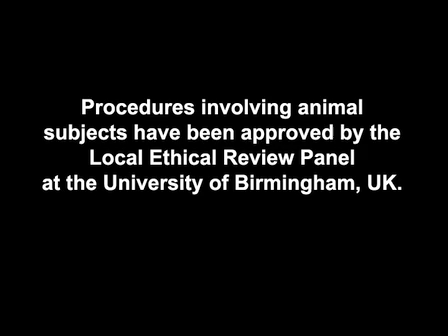 Procedures involving animal
subjects have been approved by the
Local Ethical Review Panel
at the University of Birmingham, UK.